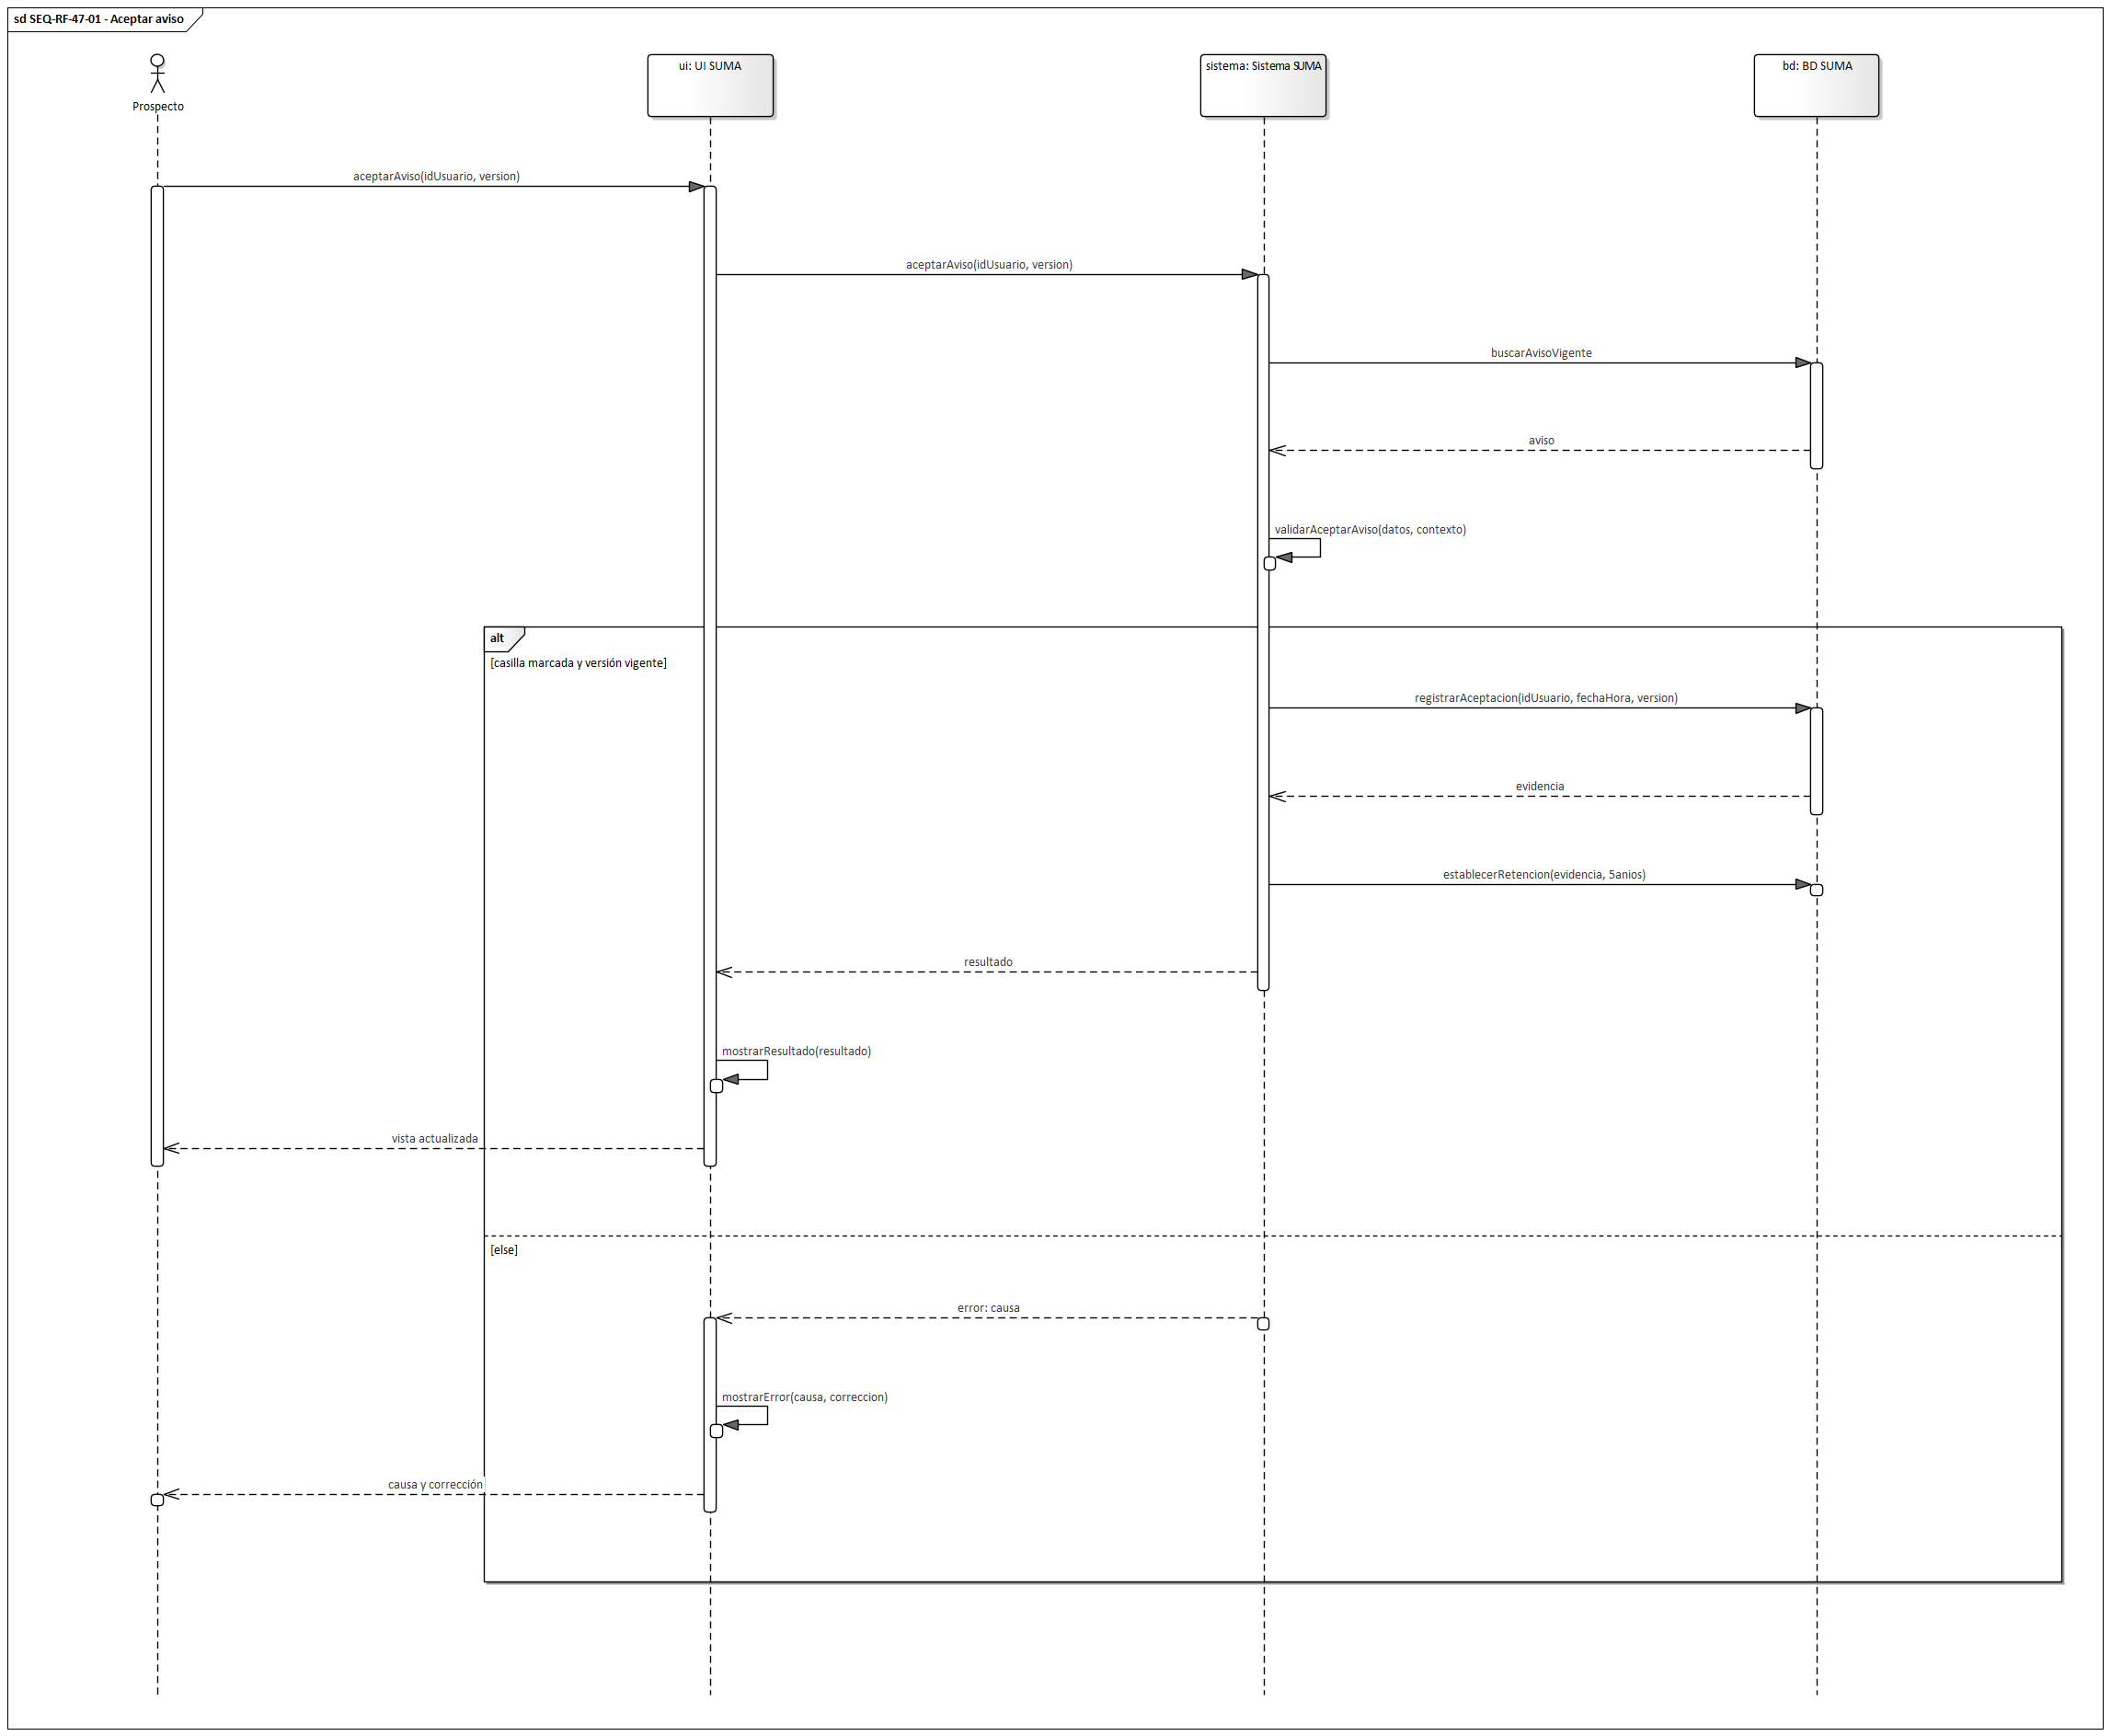 sd SEQ-RF-47-01 - Aceptar aviso
Prospecto
ui: UI SUMA
sistema: Sistema SUMA
bd: BD SUMA
aceptarAviso(idUsuario, version)
aceptarAviso(idUsuario, version)
buscarAvisoVigente
aviso
validarAceptarAviso(datos, contexto)
alt
[casilla marcada y versión vigente]
registrarAceptacion(idUsuario, fechaHora, version)
evidencia
establecerRetencion(evidencia, 5anios)
resultado
mostrarResultado(resultado)
vista actualizada
[else]
error: causa
mostrarError(causa, correccion)
causa y corrección